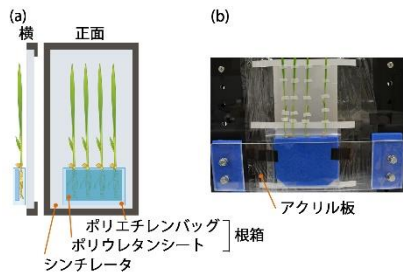 (a)
横
正面
ポリエチレンバッグ
ポリウレタンシート
根箱
シンチレータ
(b)
アクリル板